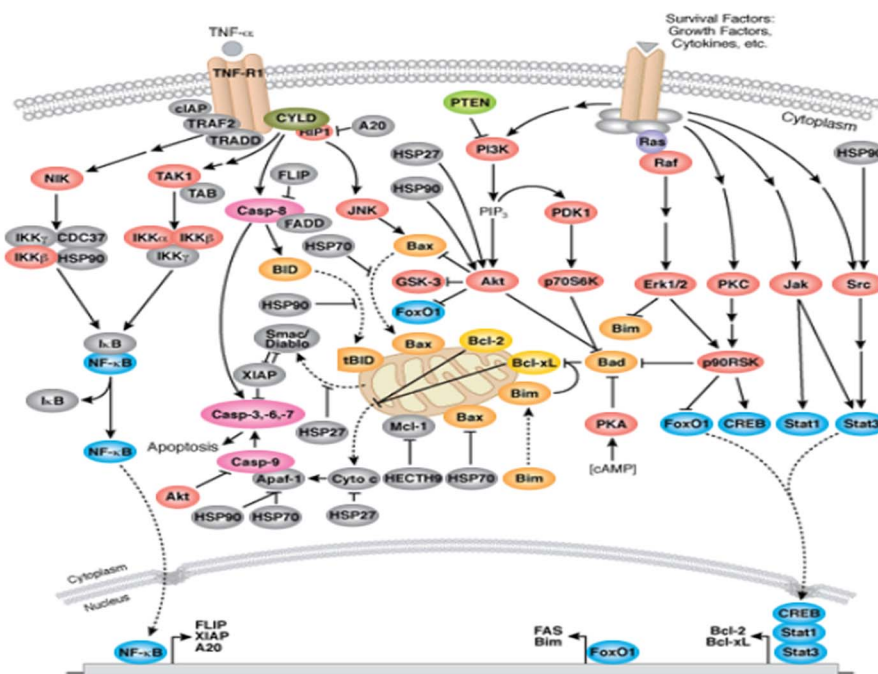 TNF-α
Survival Factors:
Growth Factors,
Cytokines, etc.
TNF-R1
Cytoplasm
cIAP
TRAF2
TRADD
CYLD
RIP1
A20
PTEN
PI3K
Ras
Raf
HSP90
NIK
TAK1
TAB
FLIP
HSP27
HSP90
Casp-8
FADD
JNK
PIP3
PDK1
IKKγ
CDC37
IKKβ
HSP90
IKKα
IKKβ
IKKγ
HSP70
Bax
BID
GSK-3
Akt
p70S6K
Erk1/2
PKC
Jak
Src
HSP90
FoxO1
Bim
Smac/
Diablo
IκB
NF-κB
Bax
Bcl-2
tBID
Bcl-xL
Bad
p90RSK
XIAP
Bim
IκB
Casp-3,-6,-7
HSP27
Mcl-1
Bax
PKA
FoxO1
CREB
Stat1
Stat3
Apoptosis
NF-κB
Casp-9
Apaf-1
Cyto c
HECTH9
HSP70
Bim
[cAMP]
Akt
HSP90
HSP70
HSP27
Cytoplasm
Nucleus
CREB
Stat1
Stat3
FLIP
XIAP
A20
NF-κB
FAS
Bim
FoxO1
Bcl-2
Bcl-xL